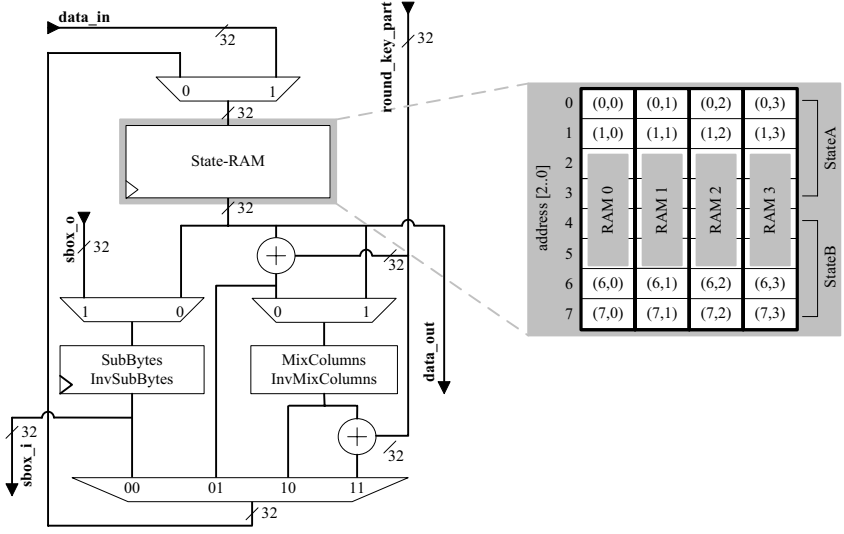 data_in
32
round_key_part
32
0 1
32
State-RAM
32
sbox_o
32
32
1 0
0 1
SubBytes
InvSubBytes
MixColumns
InvMixColumns
data_out
32
sbox_i
32
00 01 10 11
32
address [2..0]
0 (0,0) (0,1) (0,2) (0,3)
1 (1,0) (1,1) (1,2) (1,3)
2
3
4
5
RAM 0
RAM 1
RAM 2
RAM 3
6 (6,0) (6,1) (6,2) (6,3)
7 (7,0) (7,1) (7,2) (7,3)
StateA
StateB